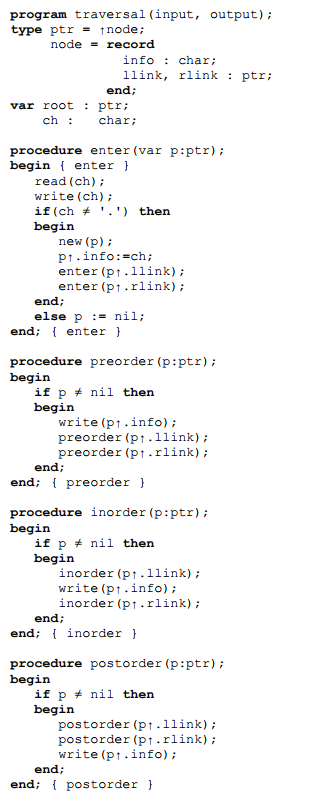 program traversal(input, output);
type ptr = ↑node;
node = record
info : char;
llink, rlink : ptr;
end;
var root : ptr;
ch : char;
procedure enter(var p:ptr);
begin { enter }
read(ch);
write(ch);
if(ch ≠ '.') then
begin
new(p);
p↑.info:=ch;
enter(p↑.llink);
enter(p↑.rlink);
end;
else p := nil;
end; { enter }
procedure preorder(p:ptr);
begin
if p ≠ nil then
begin
write(p↑.info);
preorder(p↑.llink);
preorder(p↑.rlink);
end;
end; { preorder }
procedure inorder(p:ptr);
begin
if p ≠ nil then
begin
inorder(p↑.llink);
write(p↑.info);
inorder(p↑.rlink);
end;
end; { inorder }
procedure postorder(p:ptr);
begin
if p ≠ nil then
begin
postorder(p↑.llink);
postorder(p↑.rlink);
write(p↑.info);
end;
end; { postorder }